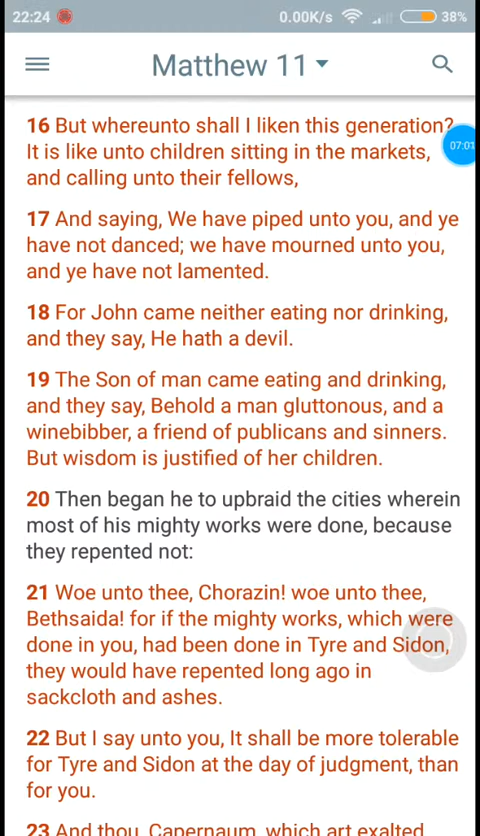 22:24 0.00K/s 38%
Matthew 11
16 But whereunto shall I liken this generation?
It is like unto children sitting in the markets,
07:01
and calling unto their fellows,
17 And saying, We have piped unto you, and ye
have not danced; we have mourned unto you,
and ye have not lamented.
18 For John came neither eating nor drinking,
and they say, He hath a devil.
19 The Son of man came eating and drinking,
and they say, Behold a man gluttonous, and a
winebibber, a friend of publicans and sinners.
But wisdom is justified of her children.
20 Then began he to upbraid the cities wherein
most of his mighty works were done, because
they repented not:
21 Woe unto thee, Chorazin! woe unto thee,
Bethsaida! for if the mighty works, which were
done in you, had been done in Tyre and Sidon,
they would have repented long ago in
sackcloth and ashes.
22 But I say unto you, It shall be more tolerable
for Tyre and Sidon at the day of judgment, than
for you.
23 And thou, Capernaum, which art exalted